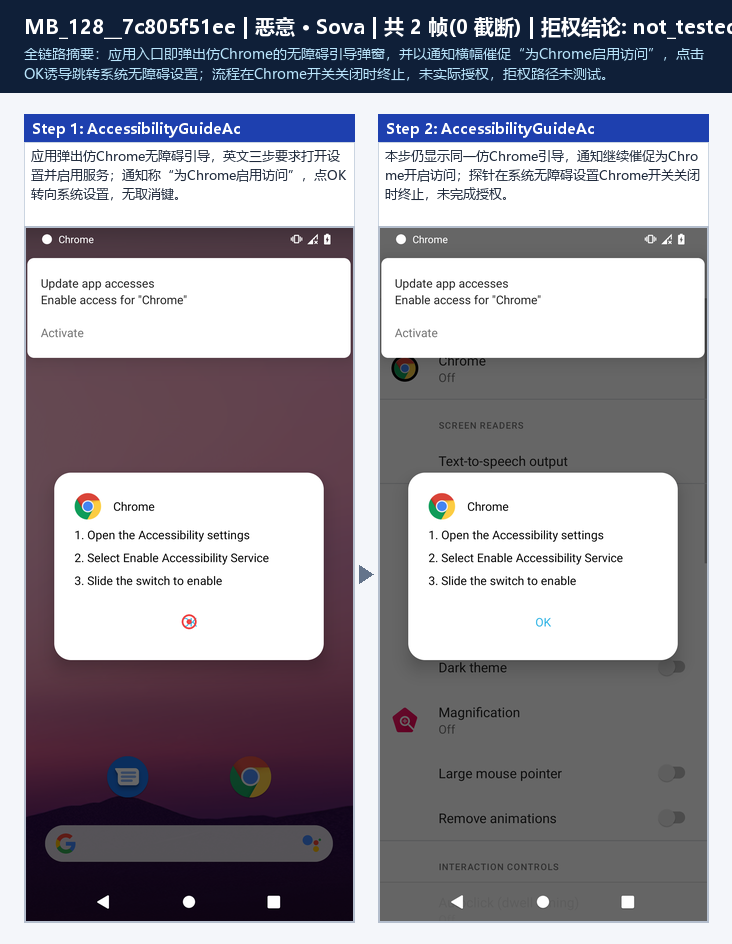 MB_128__7c805f51ee | 恶意 • Sova | 共 2 帧(0 截断) | 拒权结论: not_tested
全链路摘要：应用入口即弹出仿Chrome的无障碍引导弹窗，并以通知横幅催促“为Chrome启用访问”，点击
OK诱导跳转系统无障碍设置；流程在Chrome开关关闭时终止，未实际授权，拒权路径未测试。
Step 1: AccessibilityGuideAc
应用弹出仿Chrome无障碍引导，英文三步要求打开设
置并启用服务；通知称“为Chrome启用访问”，点OK
转向系统设置，无取消键。
Chrome
Update app accesses
Enable access for "Chrome"
Activate
Chrome
1. Open the Accessibility settings
2. Select Enable Accessibility Service
3. Slide the switch to enable
Step 2: AccessibilityGuideAc
本步仍显示同一仿Chrome引导，通知继续催促为Chro
me开启访问；探针在系统无障碍设置Chrome开关关闭
时终止，未完成授权。
Chrome
Update app accesses
Enable access for "Chrome"
Activate
Chrome
Off
SCREEN READERS
Text-to-speech output
Chrome
1. Open the Accessibility settings
2. Select Enable Accessibility Service
3. Slide the switch to enable
OK
Dark theme
Magnification
Off
Large mouse pointer
Remove animations
INTERACTION CONTROLS